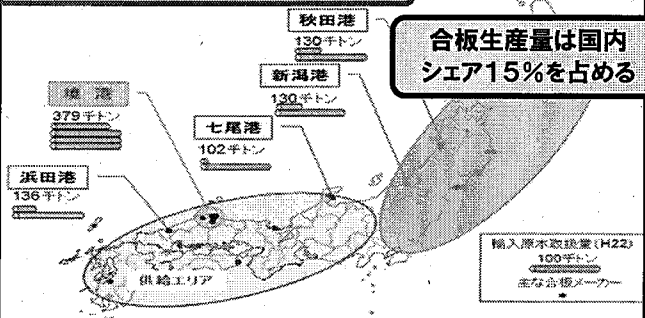 秋田港
130千トン
合板生産量は国内
シェア15%を占める
新潟港
130千トン
境港
379千トン
七尾港
102千トン
浜田港
136千トン
供給エリア
輸入原木取扱量(H22)
100千トン
主な合板メーカー